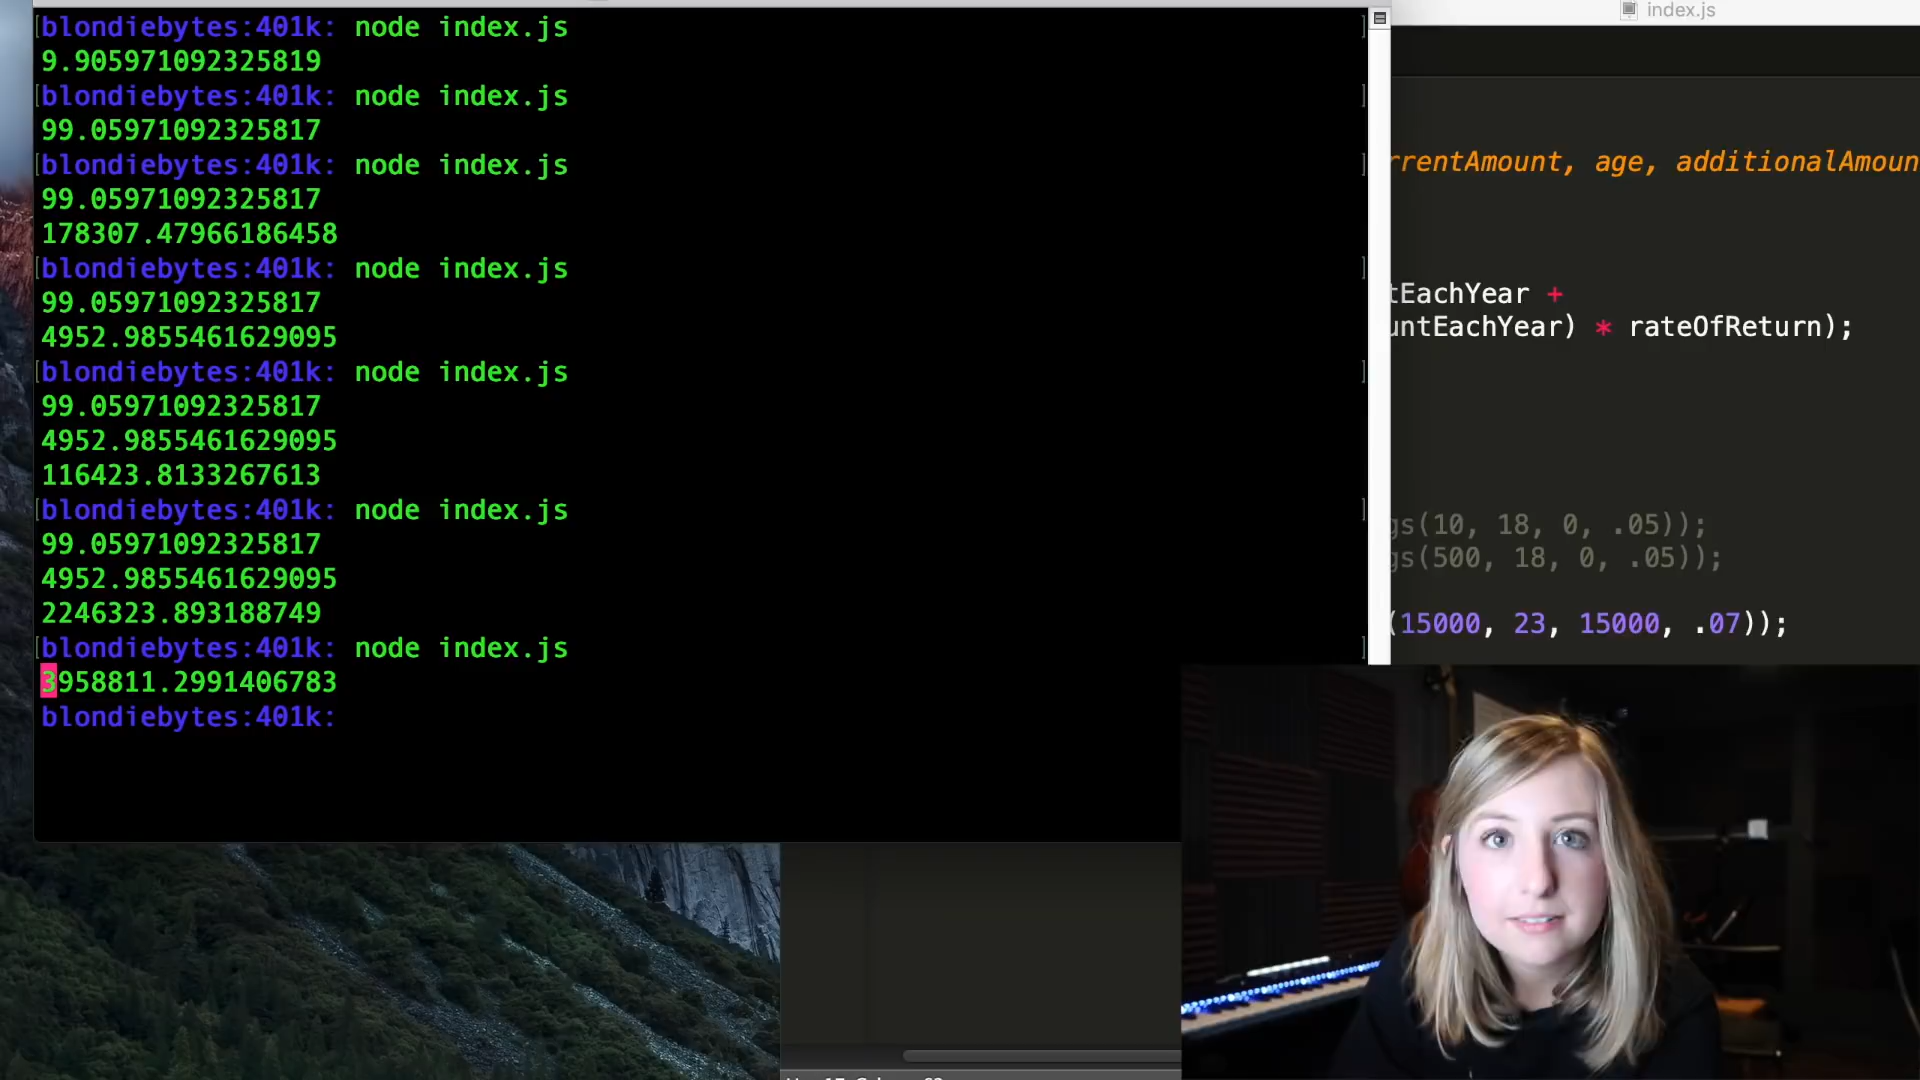 [blondiebytes:401k: node index.js ]
9.905971092325819
[blondiebytes:401k: node index.js ]
99.05971092325817
[blondiebytes:401k: node index.js ]
99.05971092325817
178307.47966186458
[blondiebytes:401k: node index.js ]
99.05971092325817
4952.9855461629095
[blondiebytes:401k: node index.js ]
99.05971092325817
4952.9855461629095
116423.8133267613
[blondiebytes:401k: node index.js ]
99.05971092325817
4952.9855461629095
2246323.893188749
[blondiebytes:401k: node index.js ]
3958811.2991406783
blondiebytes:401k:
index.js
rrentAmount, age, additionalAmoun
tEachYear +
untEachYear) * rateOfReturn);
gs(10, 18, 0, .05));
gs(500, 18, 0, .05));
(15000, 23, 15000, .07));